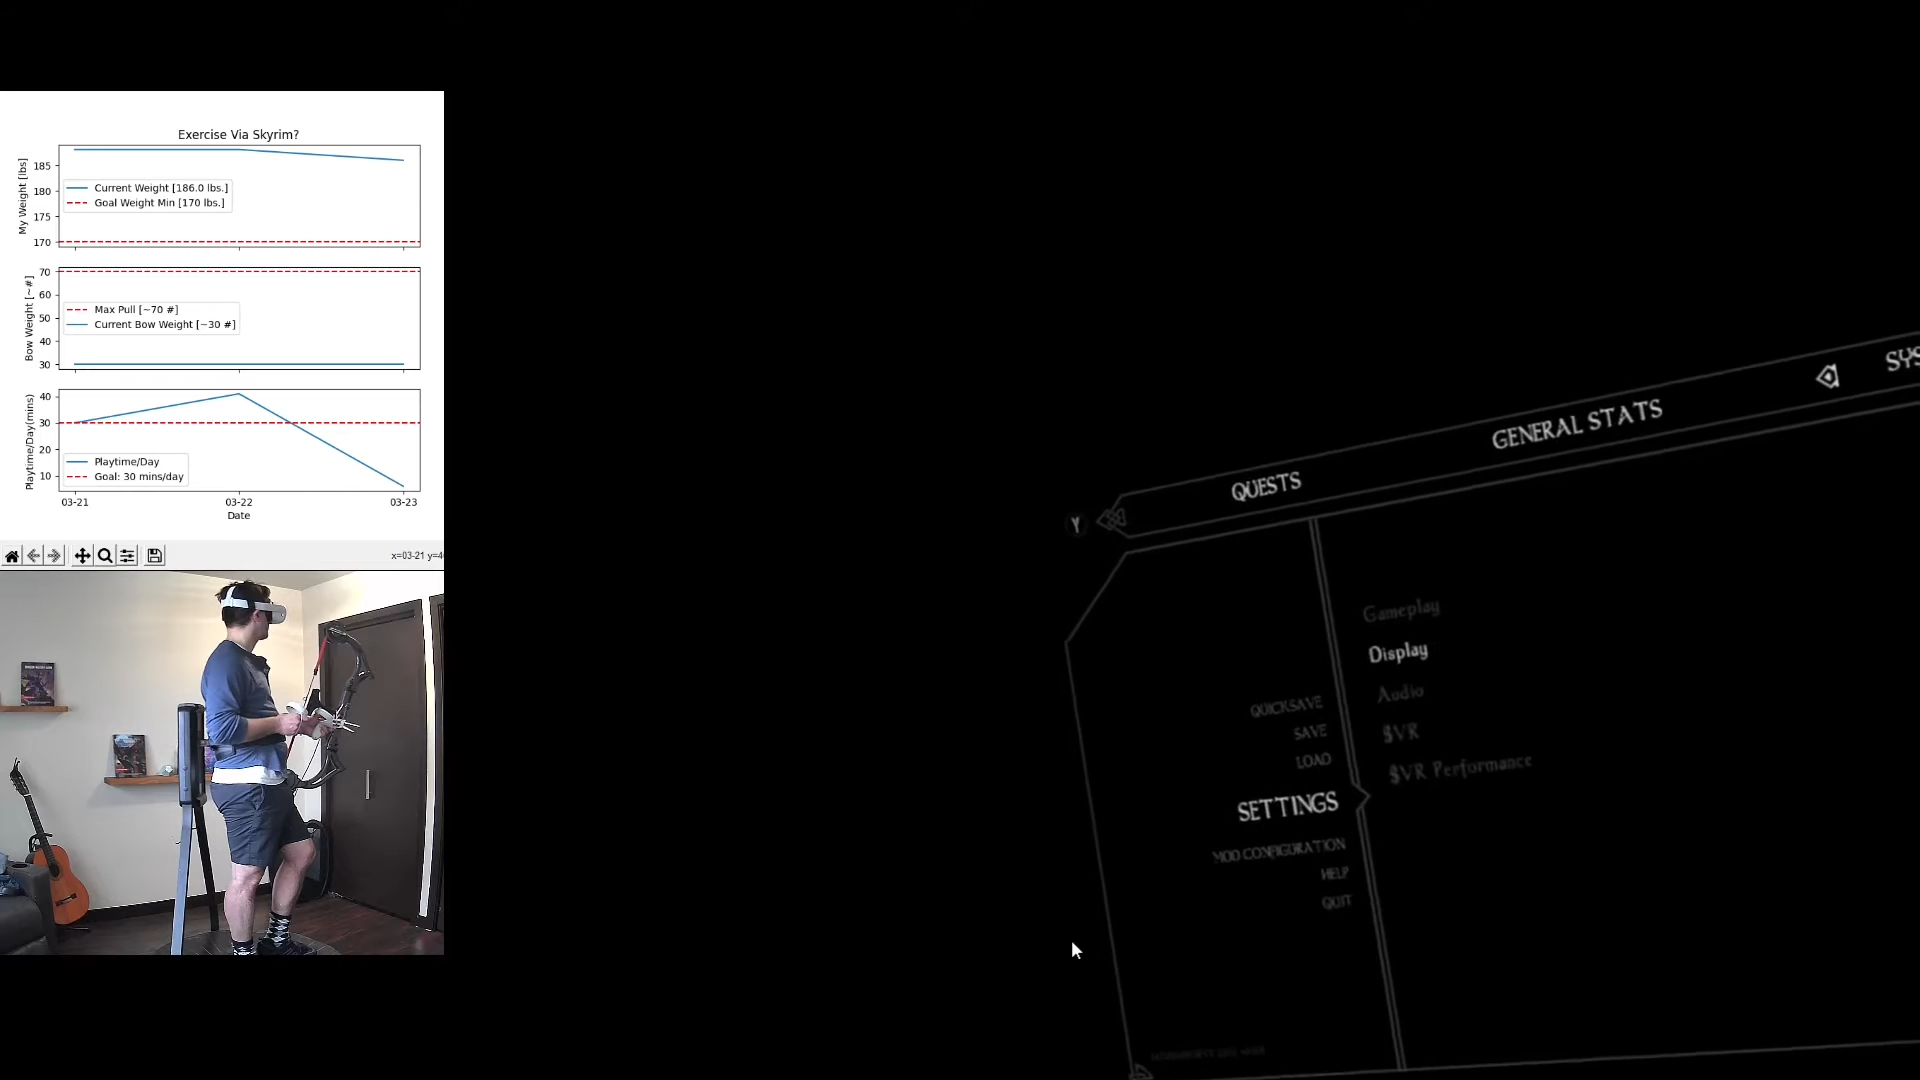 Exercise Via Skyrim?
My Weight [lbs]
185
180
175
170
Current Weight [186.0 lbs.]
Goal Weight Min [170 lbs.]
Bow Weight [~#]
70
60
50
40
30
Max Pull [~70 #]
Current Bow Weight [~30 #]
Playtime/Day(mins)
40
30
20
10
Playtime/Day
Goal: 30 mins/day
03-21 03-22 03-23
Date
x=03-21 y=4
Y
QUESTS
GENERAL STATS
SYS
QUICKSAVE
SAVE
LOAD
SETTINGS
MOD CONFIGURATION
HELP
QUIT
Gameplay
Display
Audio
$VR
$VR Performance